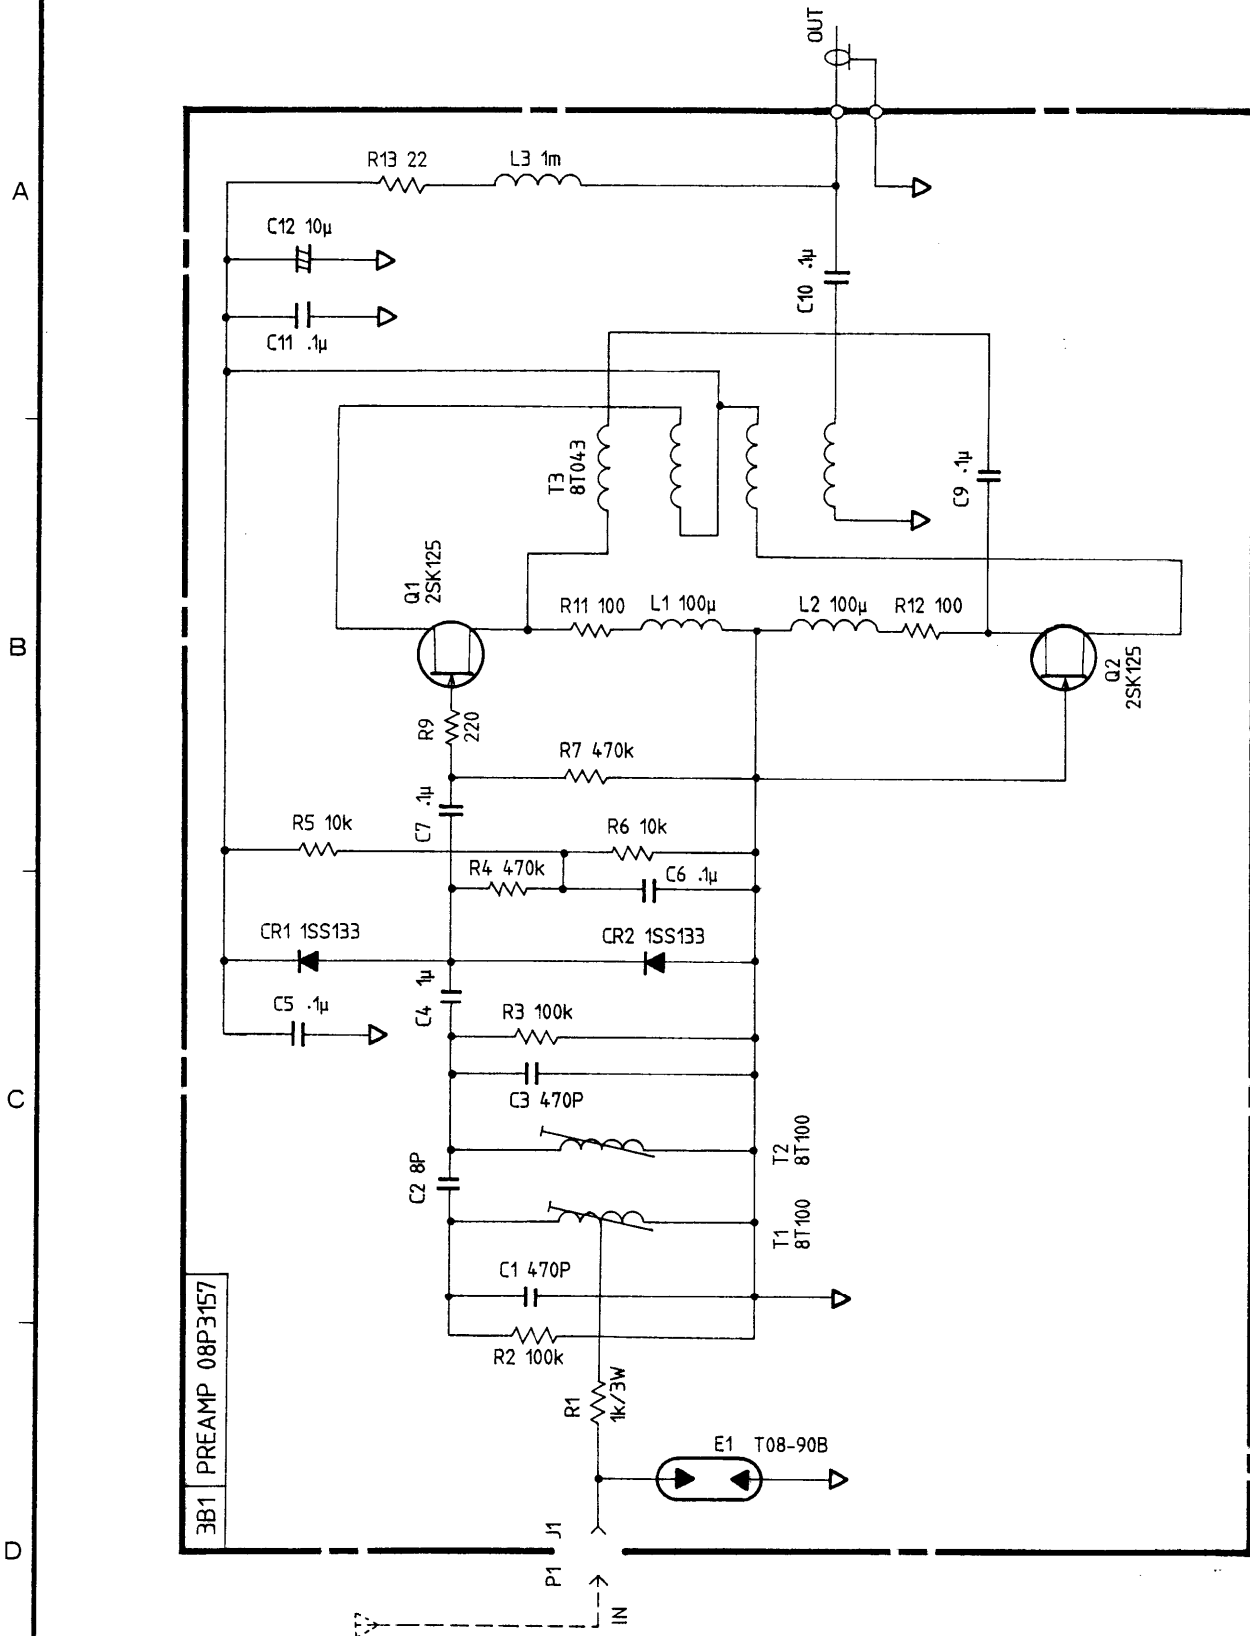 OUT
A
R13 22
L3 1m
C12 10µ
C10 .1µ
C11 .1µ
T3
8T043
C9 .1µ
Q1
2SK125
R11 100
L1 100µ
L2 100µ
R12 100
B
Q2
2SK125
R9
220
R7 470k
C7 .1µ
R5 10k
R6 10k
R4 470k
C6 .1µ
CR1 1SS133
CR2 1SS133
C4 1µ
C5 .1µ
R3 100k
C
C3 470P
T2
8T100
C2 8P
T1
8T100
C1 470P
R2 100k
3B1 PREAMP 08P3157
R1
1k/3W
E1 T08-90B
D
J1
P1
IN